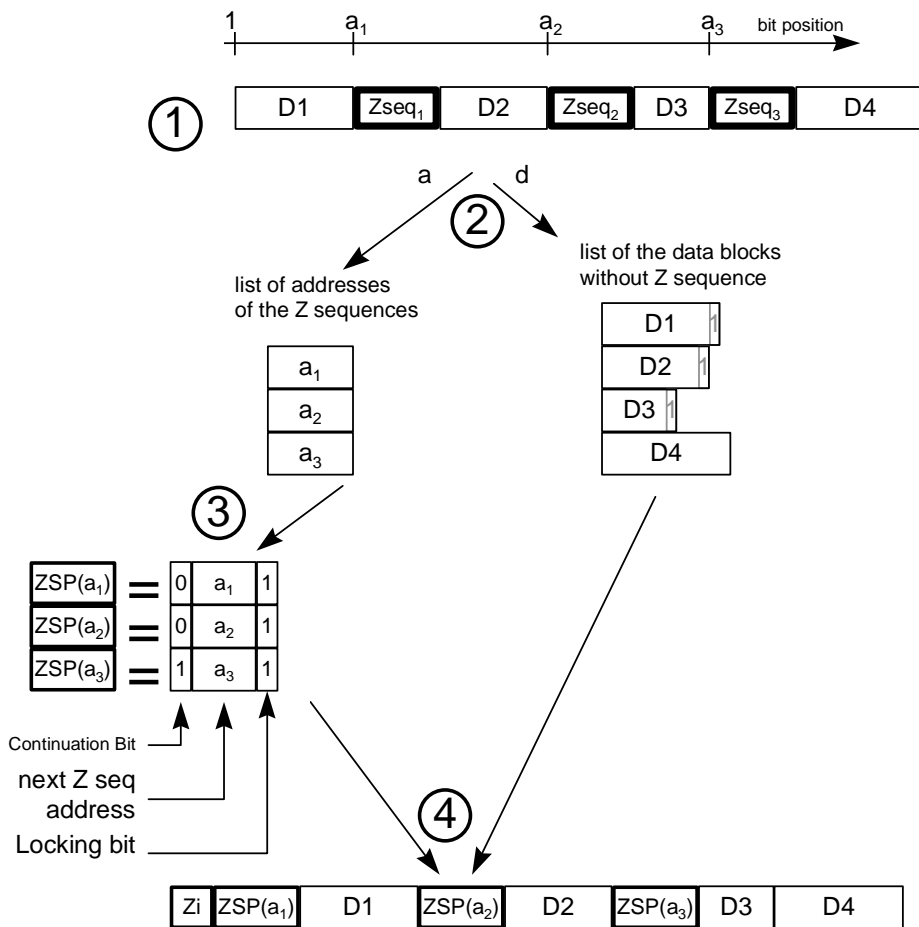 1 a₁ a₂ a₃ bit position
D1 Zseq₁ D2 Zseq₂ D3 Zseq₃ D4
1
a d
2
list of addresses
of the Z sequences
list of the data blocks
without Z sequence
D1 1
D2 1
D3 1
D4
a₁
a₂
a₃
3
ZSP(a₁) = 0 a₁ 1
ZSP(a₂) = 0 a₂ 1
ZSP(a₃) = 1 a₃ 1
Continuation Bit
next Z seq
address
Locking bit
4
Zi ZSP(a₁) D1 ZSP(a₂) D2 ZSP(a₃) D3 D4